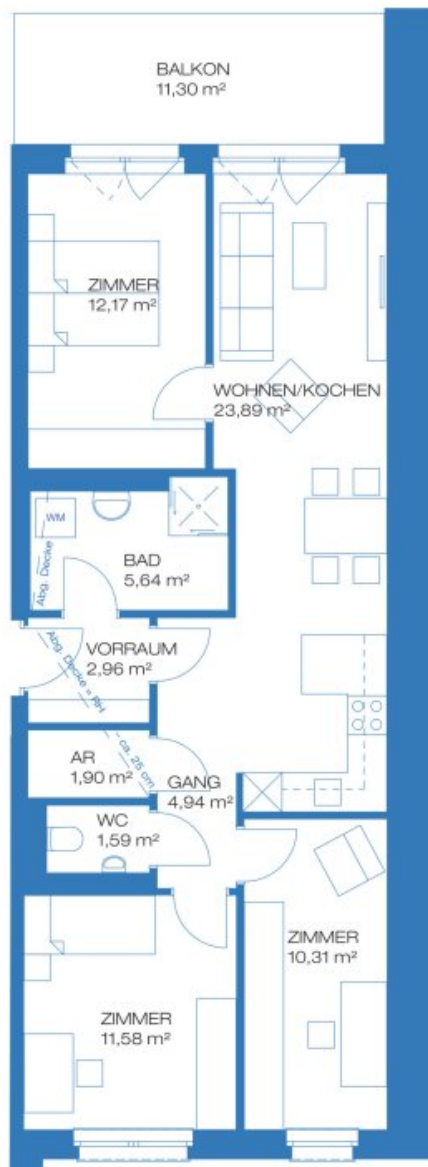 BALKON
11,30 m²
ZIMMER
12,17 m²
WOHNEN/KOCHEN
23,89 m²
WM
Abg. Decke
BAD
5,64 m²
VORRAUM
2,96 m²
Abg. Decke = RH
ca. 25 cm
AR
1,90 m²
GANG
4,94 m²
WC
1,59 m²
ZIMMER
10,31 m²
ZIMMER
11,58 m²